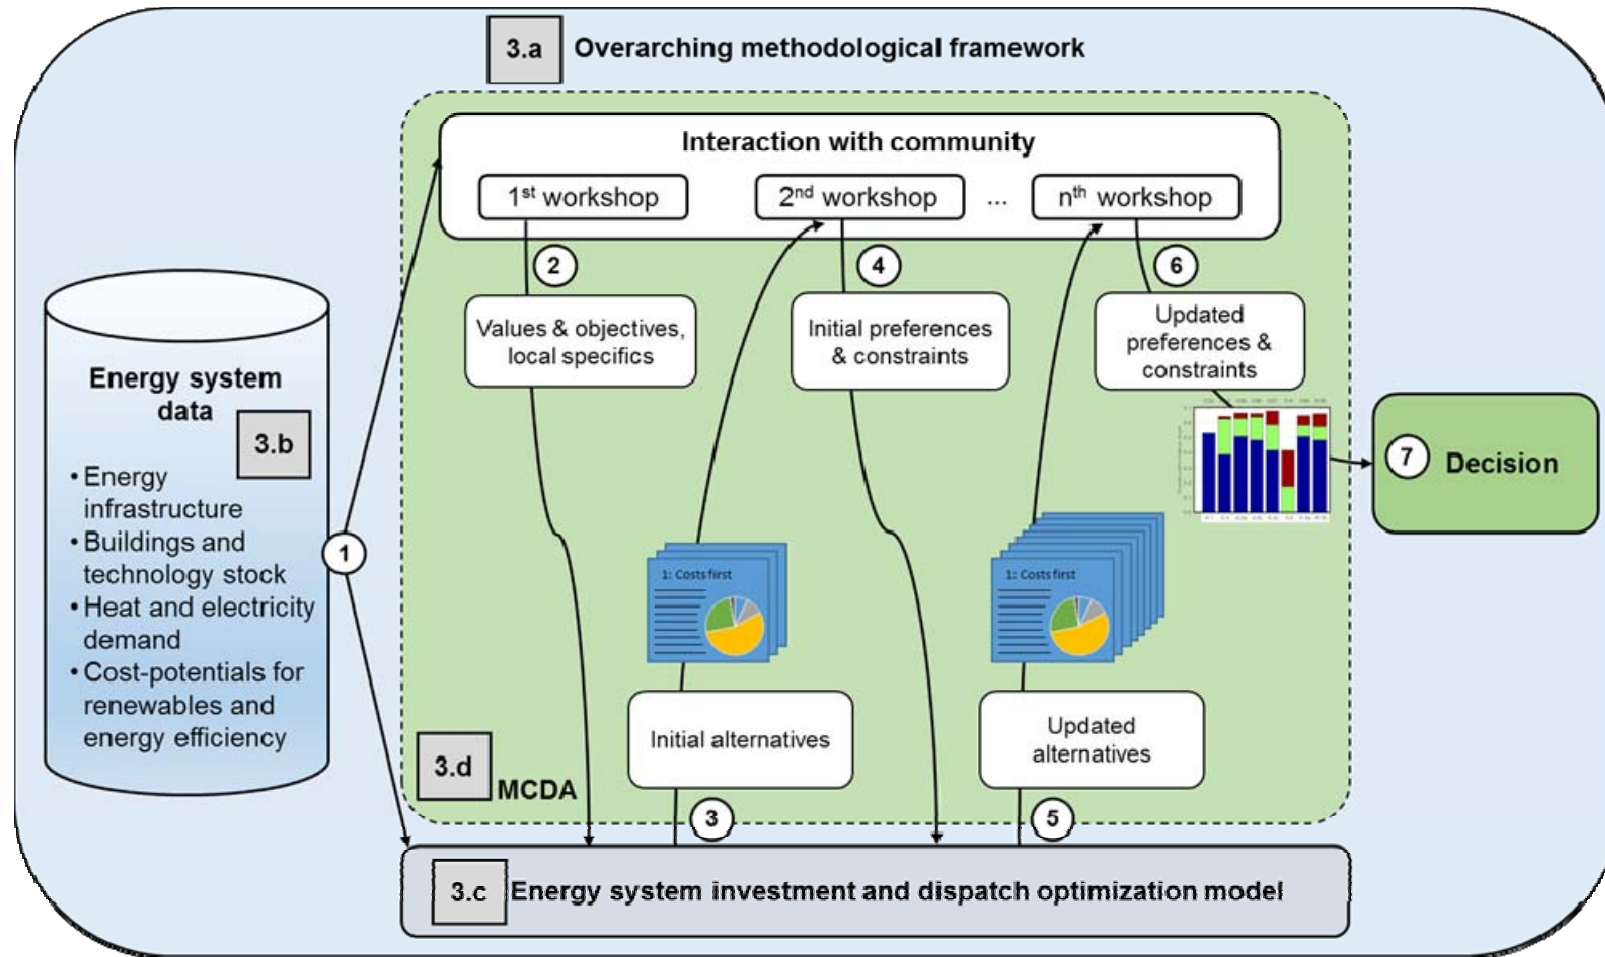 3.a Overarching methodological framework
Interaction with community
1st workshop
2nd workshop
...
nth workshop
2
4
6
Values & objectives,
local specifics
Initial preferences
& constraints
Updated
preferences &
constraints
Energy system
data
3.b
• Energy
infrastructure
• Buildings and
technology stock
• Heat and electricity
demand
• Cost-potentials for
renewables and
energy efficiency
1
7 Decision
1: Costs first
1: Costs first
Initial alternatives
Updated
alternatives
3.d
MCDA
3
5
3.c Energy system investment and dispatch optimization model